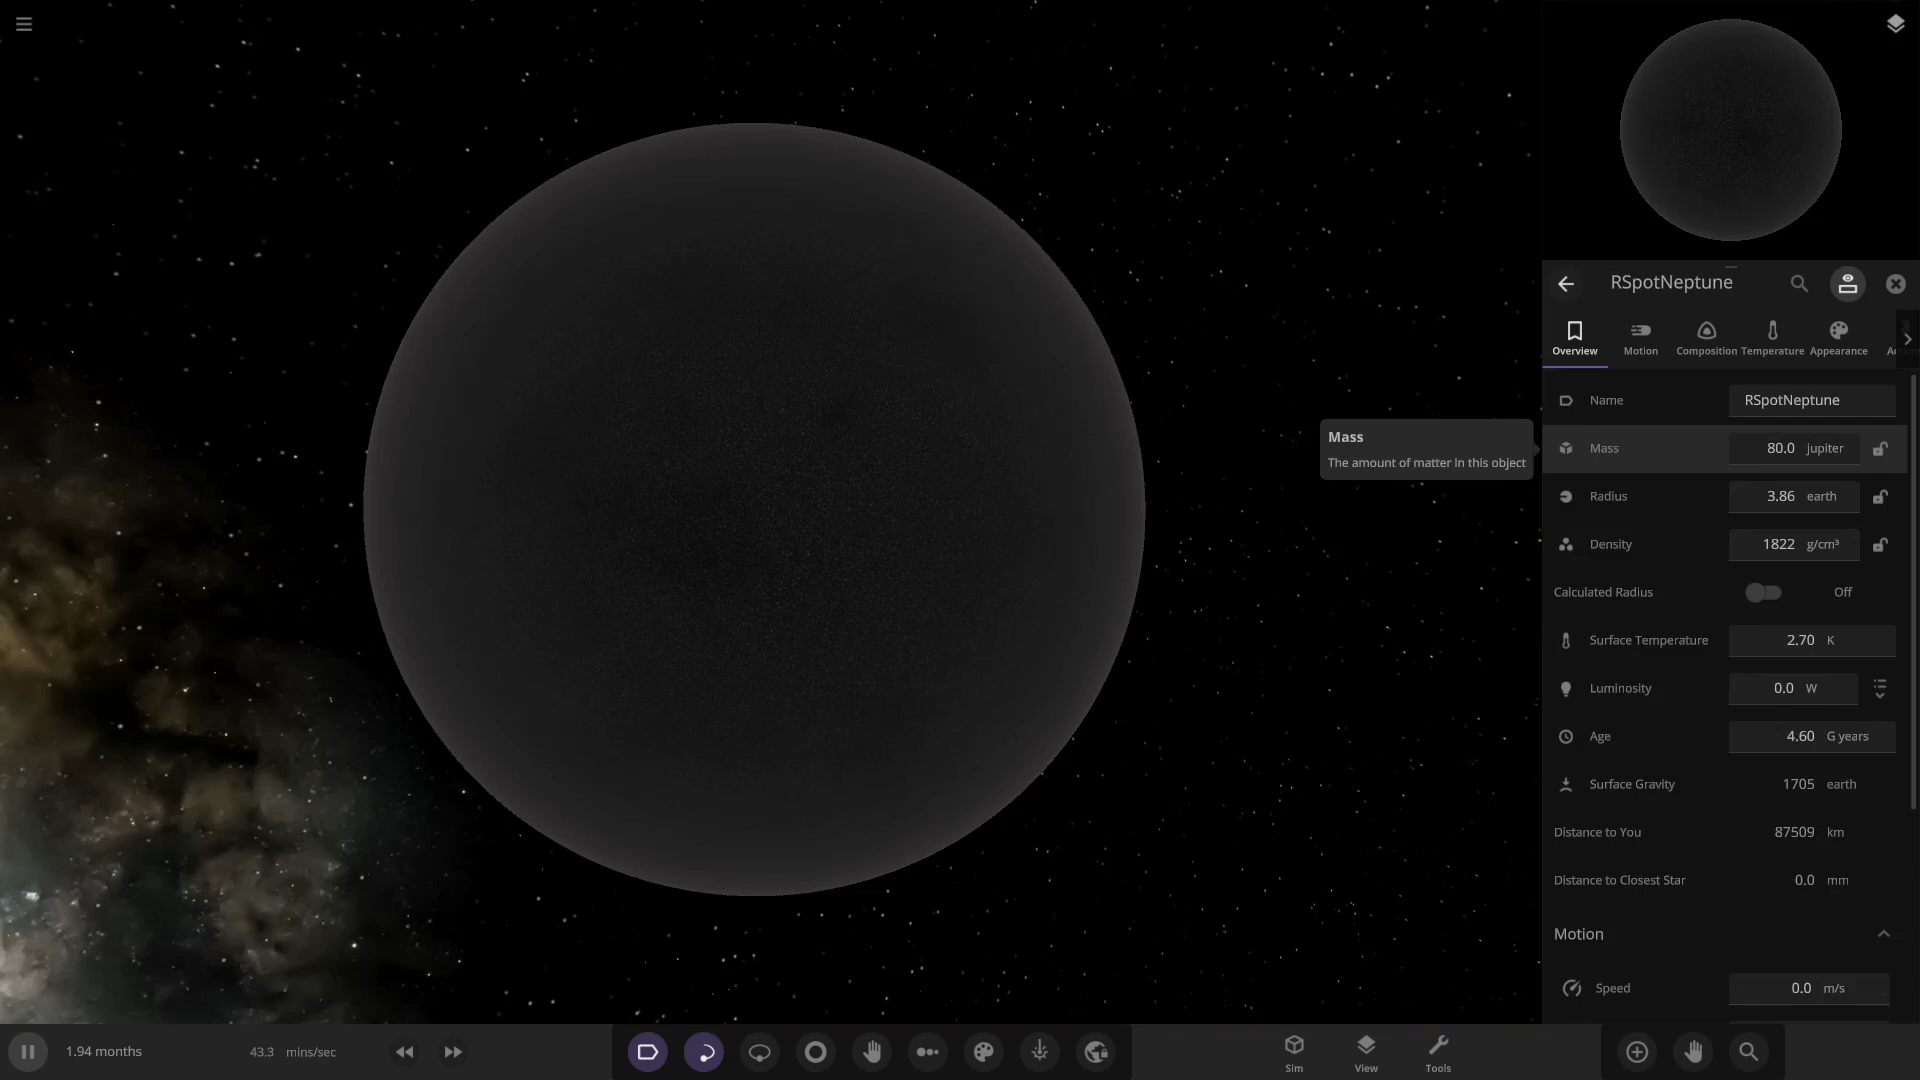 RSpotNeptune
Overview
Motion
Composition
Temperature
Appearance
Name
RSpotNeptune
Mass
The amount of matter in this object
Mass
80.0 jupiter
Radius
3.86 earth
Density
1822 g/cm³
Calculated Radius
Off
Surface Temperature
2.70 K
Luminosity
0.0 W
Age
4.60 G years
Surface Gravity
1705 earth
Distance to You
87509 km
Distance to Closest Star
0.0 mm
Motion
Speed
0.0 m/s
1.94 months
43.3 mins/sec
Sim
View
Tools